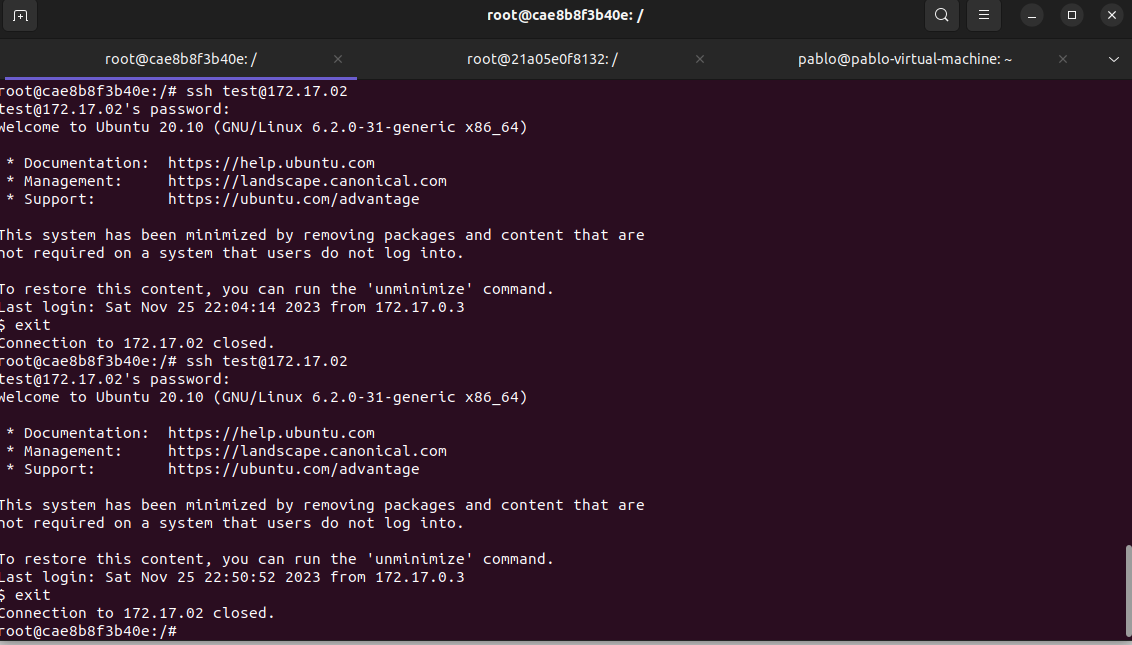 root@cae8b8f3b40e: /
root@cae8b8f3b40e: /
root@21a05e0f8132: /
pablo@pablo-virtual-machine: ~
root@cae8b8f3b40e:/# ssh test@172.17.02
test@172.17.02's password:
Welcome to Ubuntu 20.10 (GNU/Linux 6.2.0-31-generic x86_64)
* Documentation:  https://help.ubuntu.com
* Management:     https://landscape.canonical.com
* Support:        https://ubuntu.com/advantage
This system has been minimized by removing packages and content that are
not required on a system that users do not log into.
To restore this content, you can run the 'unminimize' command.
Last login: Sat Nov 25 22:04:14 2023 from 172.17.0.3
$ exit
Connection to 172.17.02 closed.
root@cae8b8f3b40e:/# ssh test@172.17.02
test@172.17.02's password:
Welcome to Ubuntu 20.10 (GNU/Linux 6.2.0-31-generic x86_64)
* Documentation:  https://help.ubuntu.com
* Management:     https://landscape.canonical.com
* Support:        https://ubuntu.com/advantage
This system has been minimized by removing packages and content that are
not required on a system that users do not log into.
To restore this content, you can run the 'unminimize' command.
Last login: Sat Nov 25 22:50:52 2023 from 172.17.0.3
$ exit
Connection to 172.17.02 closed.
root@cae8b8f3b40e:/#